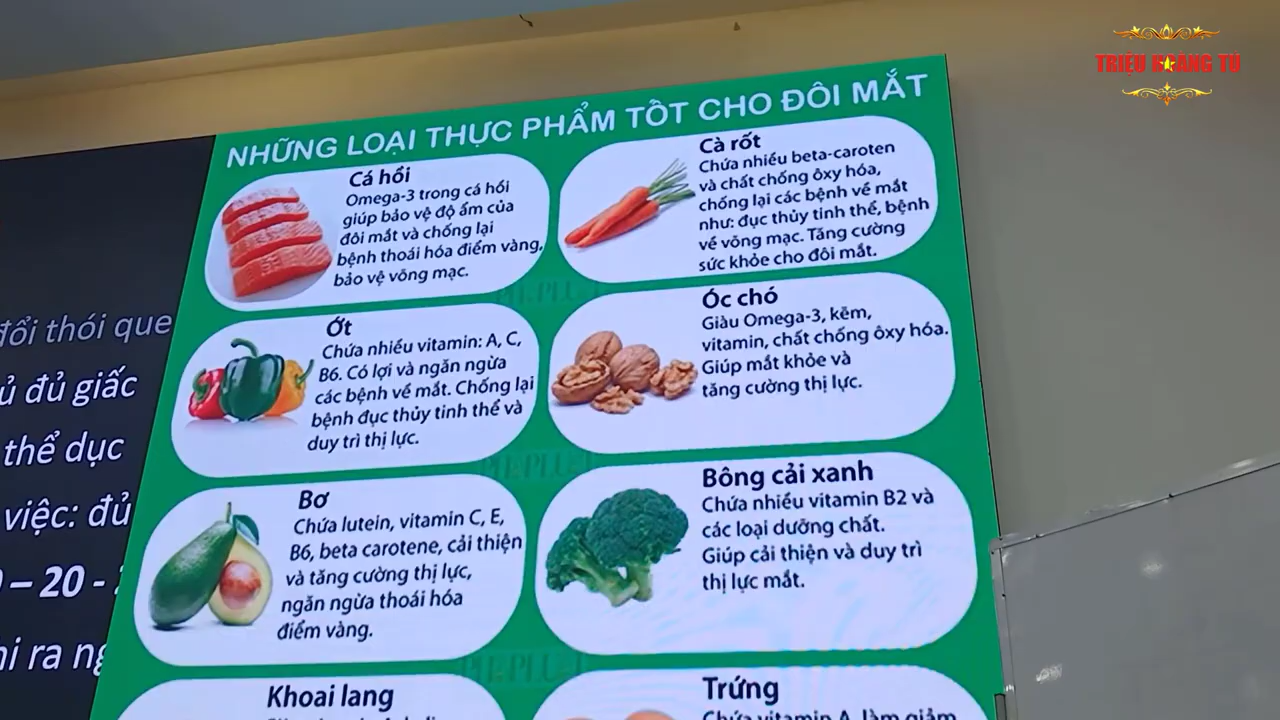 TRIỆU HOÀNG TÚ
NHỮNG LOẠI THỰC PHẨM TỐT CHO ĐÔI MẮT
Cá hồi
Omega-3 trong cá hồi
giúp bảo vệ độ ẩm của
đôi mắt và chống lại
bệnh thoái hóa điểm vàng,
bảo vệ võng mạc.
Cà rốt
Chứa nhiều beta-caroten
và chất chống ôxy hóa,
chống lại các bệnh về mắt
như: đục thủy tinh thể, bệnh
về võng mạc. Tăng cường
sức khỏe cho đôi mắt.
Ớt
Chứa nhiều vitamin: A, C,
B6. Có lợi và ngăn ngừa
các bệnh về mắt. Chống lại
bệnh đục thủy tinh thể và
duy trì thị lực.
Óc chó
Giàu Omega-3, kẽm,
vitamin, chất chống ôxy hóa.
Giúp mắt khỏe và
tăng cường thị lực.
Bơ
Chứa lutein, vitamin C, E,
B6, beta carotene, cải thiện
và tăng cường thị lực,
ngăn ngừa thoái hóa
điểm vàng.
Bông cải xanh
Chứa nhiều vitamin B2 và
các loại dưỡng chất.
Giúp cải thiện và duy trì
thị lực mắt.
Khoai lang
Trứng
Chứa vitamin A, làm giảm
đổi thói que
đủ giấc
thể dục
việc: đủ
– 20 -
ra